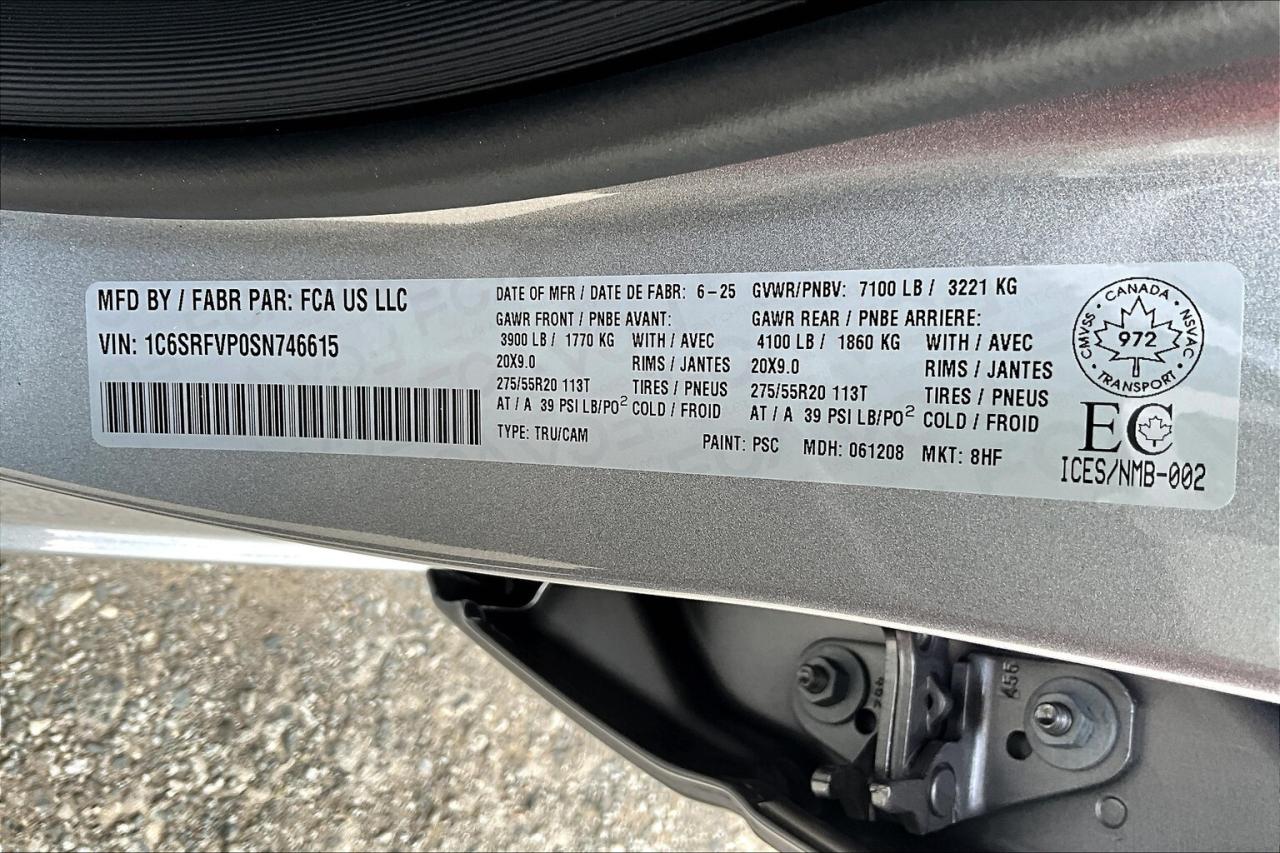 MFD BY / FABR PAR: FCA US LLC
VIN: 1C6SRFVP0SN746615
DATE OF MFR / DATE DE FABR: 6-25
GAWR FRONT / PNBE AVANT:
3900 LB / 1770 KG WITH / AVEC
20X9.0 RIMS / JANTES
275/55R20 113T TIRES / PNEUS
AT / A 39 PSI LB/PO² COLD / FROID
TYPE: TRU/CAM
GVWR/PNBV: 7100 LB / 3221 KG
GAWR REAR / PNBE ARRIERE:
4100 LB / 1860 KG WITH / AVEC
20X9.0 RIMS / JANTES
275/55R20 113T TIRES / PNEUS
AT / A 39 PSI LB/PO² COLD / FROID
PAINT: PSC MDH: 061208 MKT: 8HF
CANADA
CMVSS 972 NSVAC
TRANSPORT
EC
ICES/NMB-002
455